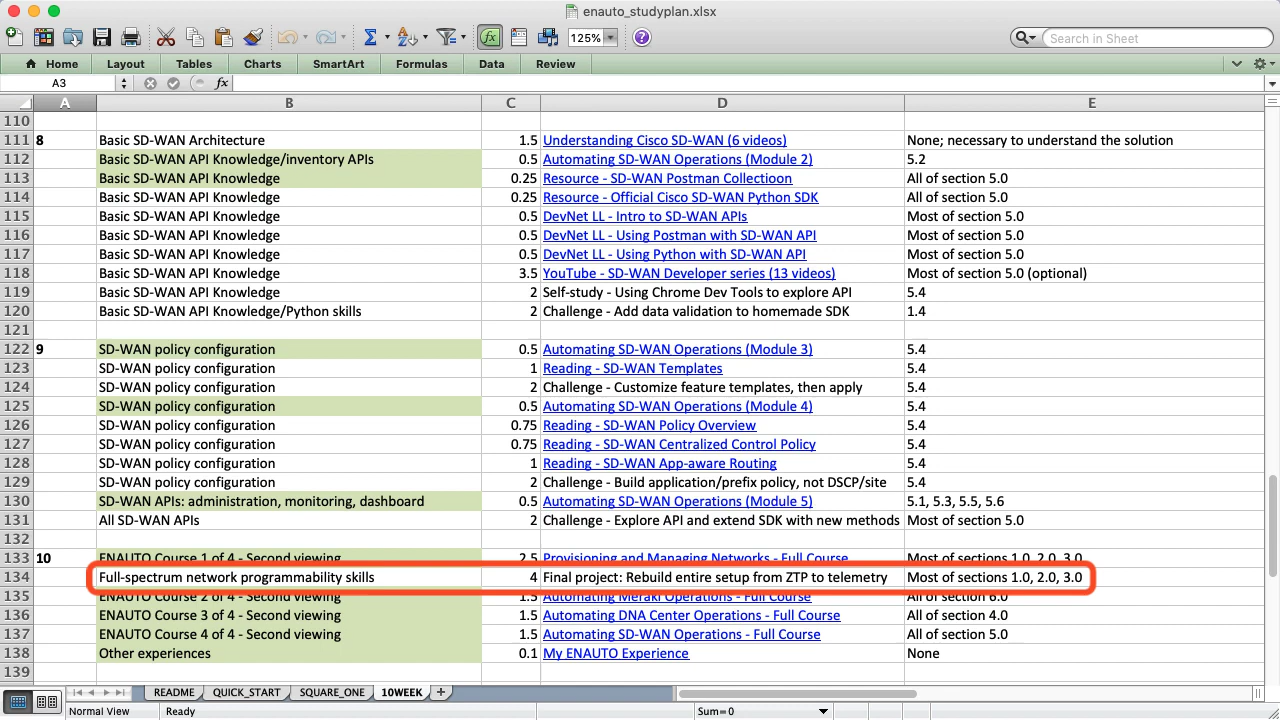 enauto_studyplan.xlsx
125%
Search in Sheet
Home Layout Tables Charts SmartArt Formulas Data Review
A3 fx
A B C D E
110
111 8 Basic SD-WAN Architecture 1.5 Understanding Cisco SD-WAN (6 videos) None; necessary to understand the solution
112 Basic SD-WAN API Knowledge/inventory APIs 0.5 Automating SD-WAN Operations (Module 2) 5.2
113 Basic SD-WAN API Knowledge 0.25 Resource - SD-WAN Postman Collectioon All of section 5.0
114 Basic SD-WAN API Knowledge 0.25 Resource - Official Cisco SD-WAN Python SDK All of section 5.0
115 Basic SD-WAN API Knowledge 0.5 DevNet LL - Intro to SD-WAN APIs Most of section 5.0
116 Basic SD-WAN API Knowledge 0.5 DevNet LL - Using Postman with SD-WAN API Most of section 5.0
117 Basic SD-WAN API Knowledge 0.5 DevNet LL - Using Python with SD-WAN API Most of section 5.0
118 Basic SD-WAN API Knowledge 3.5 YouTube - SD-WAN Developer series (13 videos) Most of section 5.0 (optional)
119 Basic SD-WAN API Knowledge 2 Self-study - Using Chrome Dev Tools to explore API 5.4
120 Basic SD-WAN API Knowledge/Python skills 2 Challenge - Add data validation to homemade SDK 1.4
121
122 9 SD-WAN policy configuration 0.5 Automating SD-WAN Operations (Module 3) 5.4
123 SD-WAN policy configuration 1 Reading - SD-WAN Templates 5.4
124 SD-WAN policy configuration 2 Challenge - Customize feature templates, then apply 5.4
125 SD-WAN policy configuration 0.5 Automating SD-WAN Operations (Module 4) 5.4
126 SD-WAN policy configuration 0.75 Reading - SD-WAN Policy Overview 5.4
127 SD-WAN policy configuration 0.75 Reading - SD-WAN Centralized Control Policy 5.4
128 SD-WAN policy configuration 1 Reading - SD-WAN App-aware Routing 5.4
129 SD-WAN policy configuration 2 Challenge - Build application/prefix policy, not DSCP/site 5.4
130 SD-WAN APIs: administration, monitoring, dashboard 0.5 Automating SD-WAN Operations (Module 5) 5.1, 5.3, 5.5, 5.6
131 All SD-WAN APIs 2 Challenge - Explore API and extend SDK with new methods Most of section 5.0
132
133 10 ENAUTO Course 1 of 4 - Second viewing 2.5 Provisioning and Managing Networks - Full Course Most of sections 1.0, 2.0, 3.0
134 Full-spectrum network programmability skills 4 Final project: Rebuild entire setup from ZTP to telemetry Most of sections 1.0, 2.0, 3.0
135 ENAUTO Course 2 of 4 - Second viewing 1.5 Automating Meraki Operations - Full Course All of section 6.0
136 ENAUTO Course 3 of 4 - Second viewing 1.5 Automating DNA Center Operations - Full Course All of section 4.0
137 ENAUTO Course 4 of 4 - Second viewing 1.5 Automating SD-WAN Operations - Full Course All of section 5.0
138 Other experiences 0.1 My ENAUTO Experience None
139
README QUICK_START SQUARE_ONE 10WEEK
Normal View Ready Sum=0